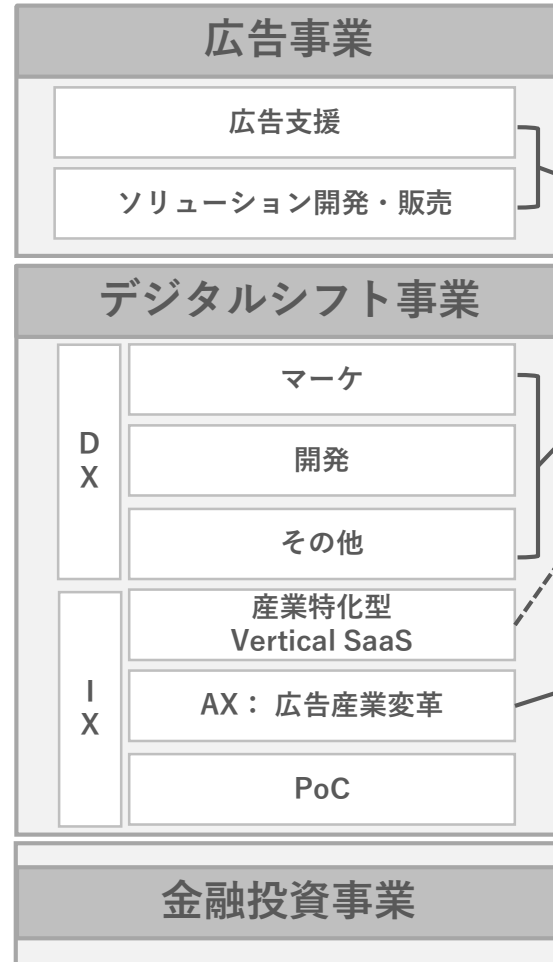 広告事業
広告支援
ソリューション開発・販売
デジタルシフト事業
DX
マーケ
開発
その他
IX
産業特化型
Vertical SaaS
AX： 広告産業変革
PoC
金融投資事業